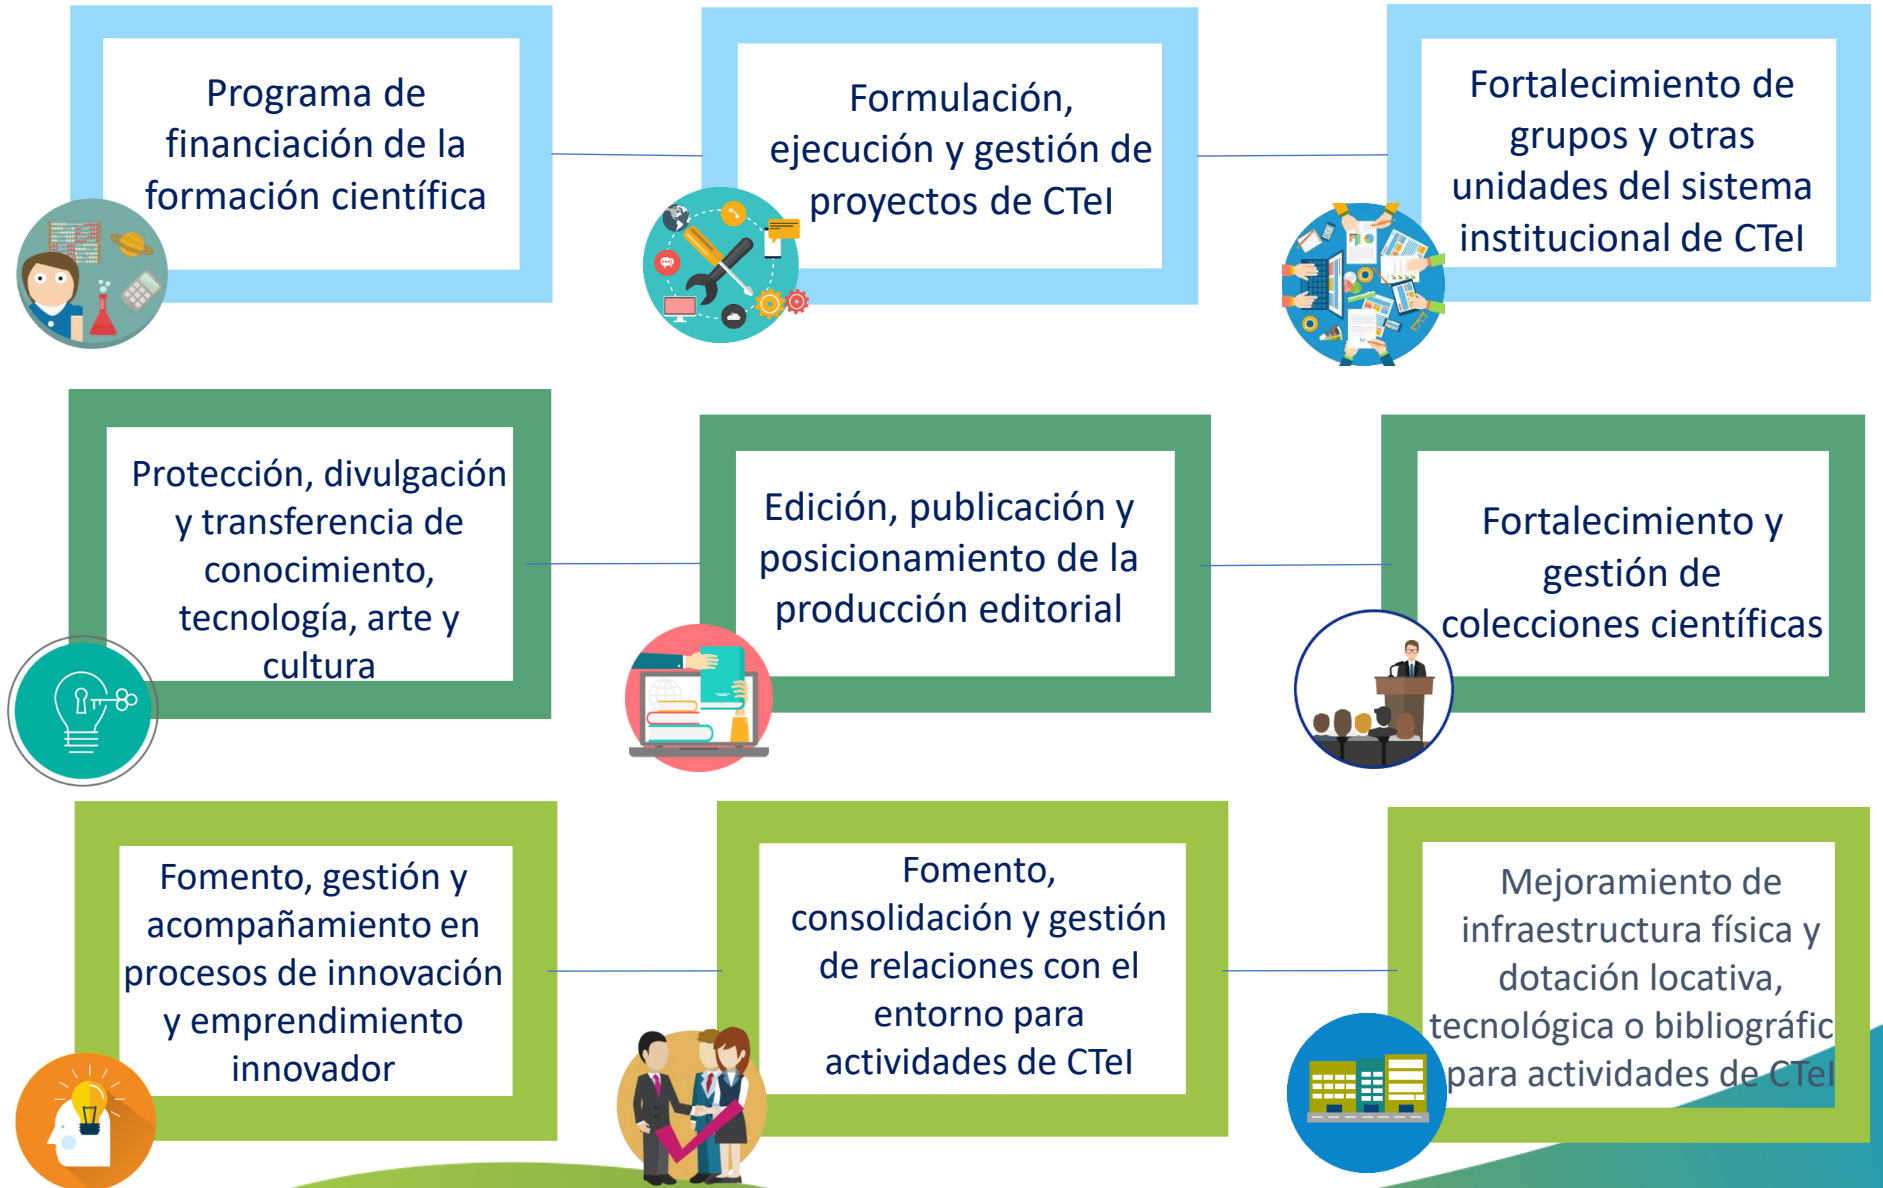 Programa de
financiación de la
formación científica
Formulación,
ejecución y gestión de
proyectos de CTeI
Fortalecimiento de
grupos y otras
unidades del sistema
institucional de CTeI
Protección, divulgación
y transferencia de
conocimiento,
tecnología, arte y
cultura
Edición, publicación y
posicionamiento de la
producción editorial
Fortalecimiento y
gestión de
colecciones científicas
Fomento, gestión y
acompañamiento en
procesos de innovación
y emprendimiento
innovador
Fomento,
consolidación y gestión
de relaciones con el
entorno para
actividades de CTeI
Mejoramiento de
infraestructura física y
dotación locativa,
tecnológica o bibliográfic
para actividades de CTeI